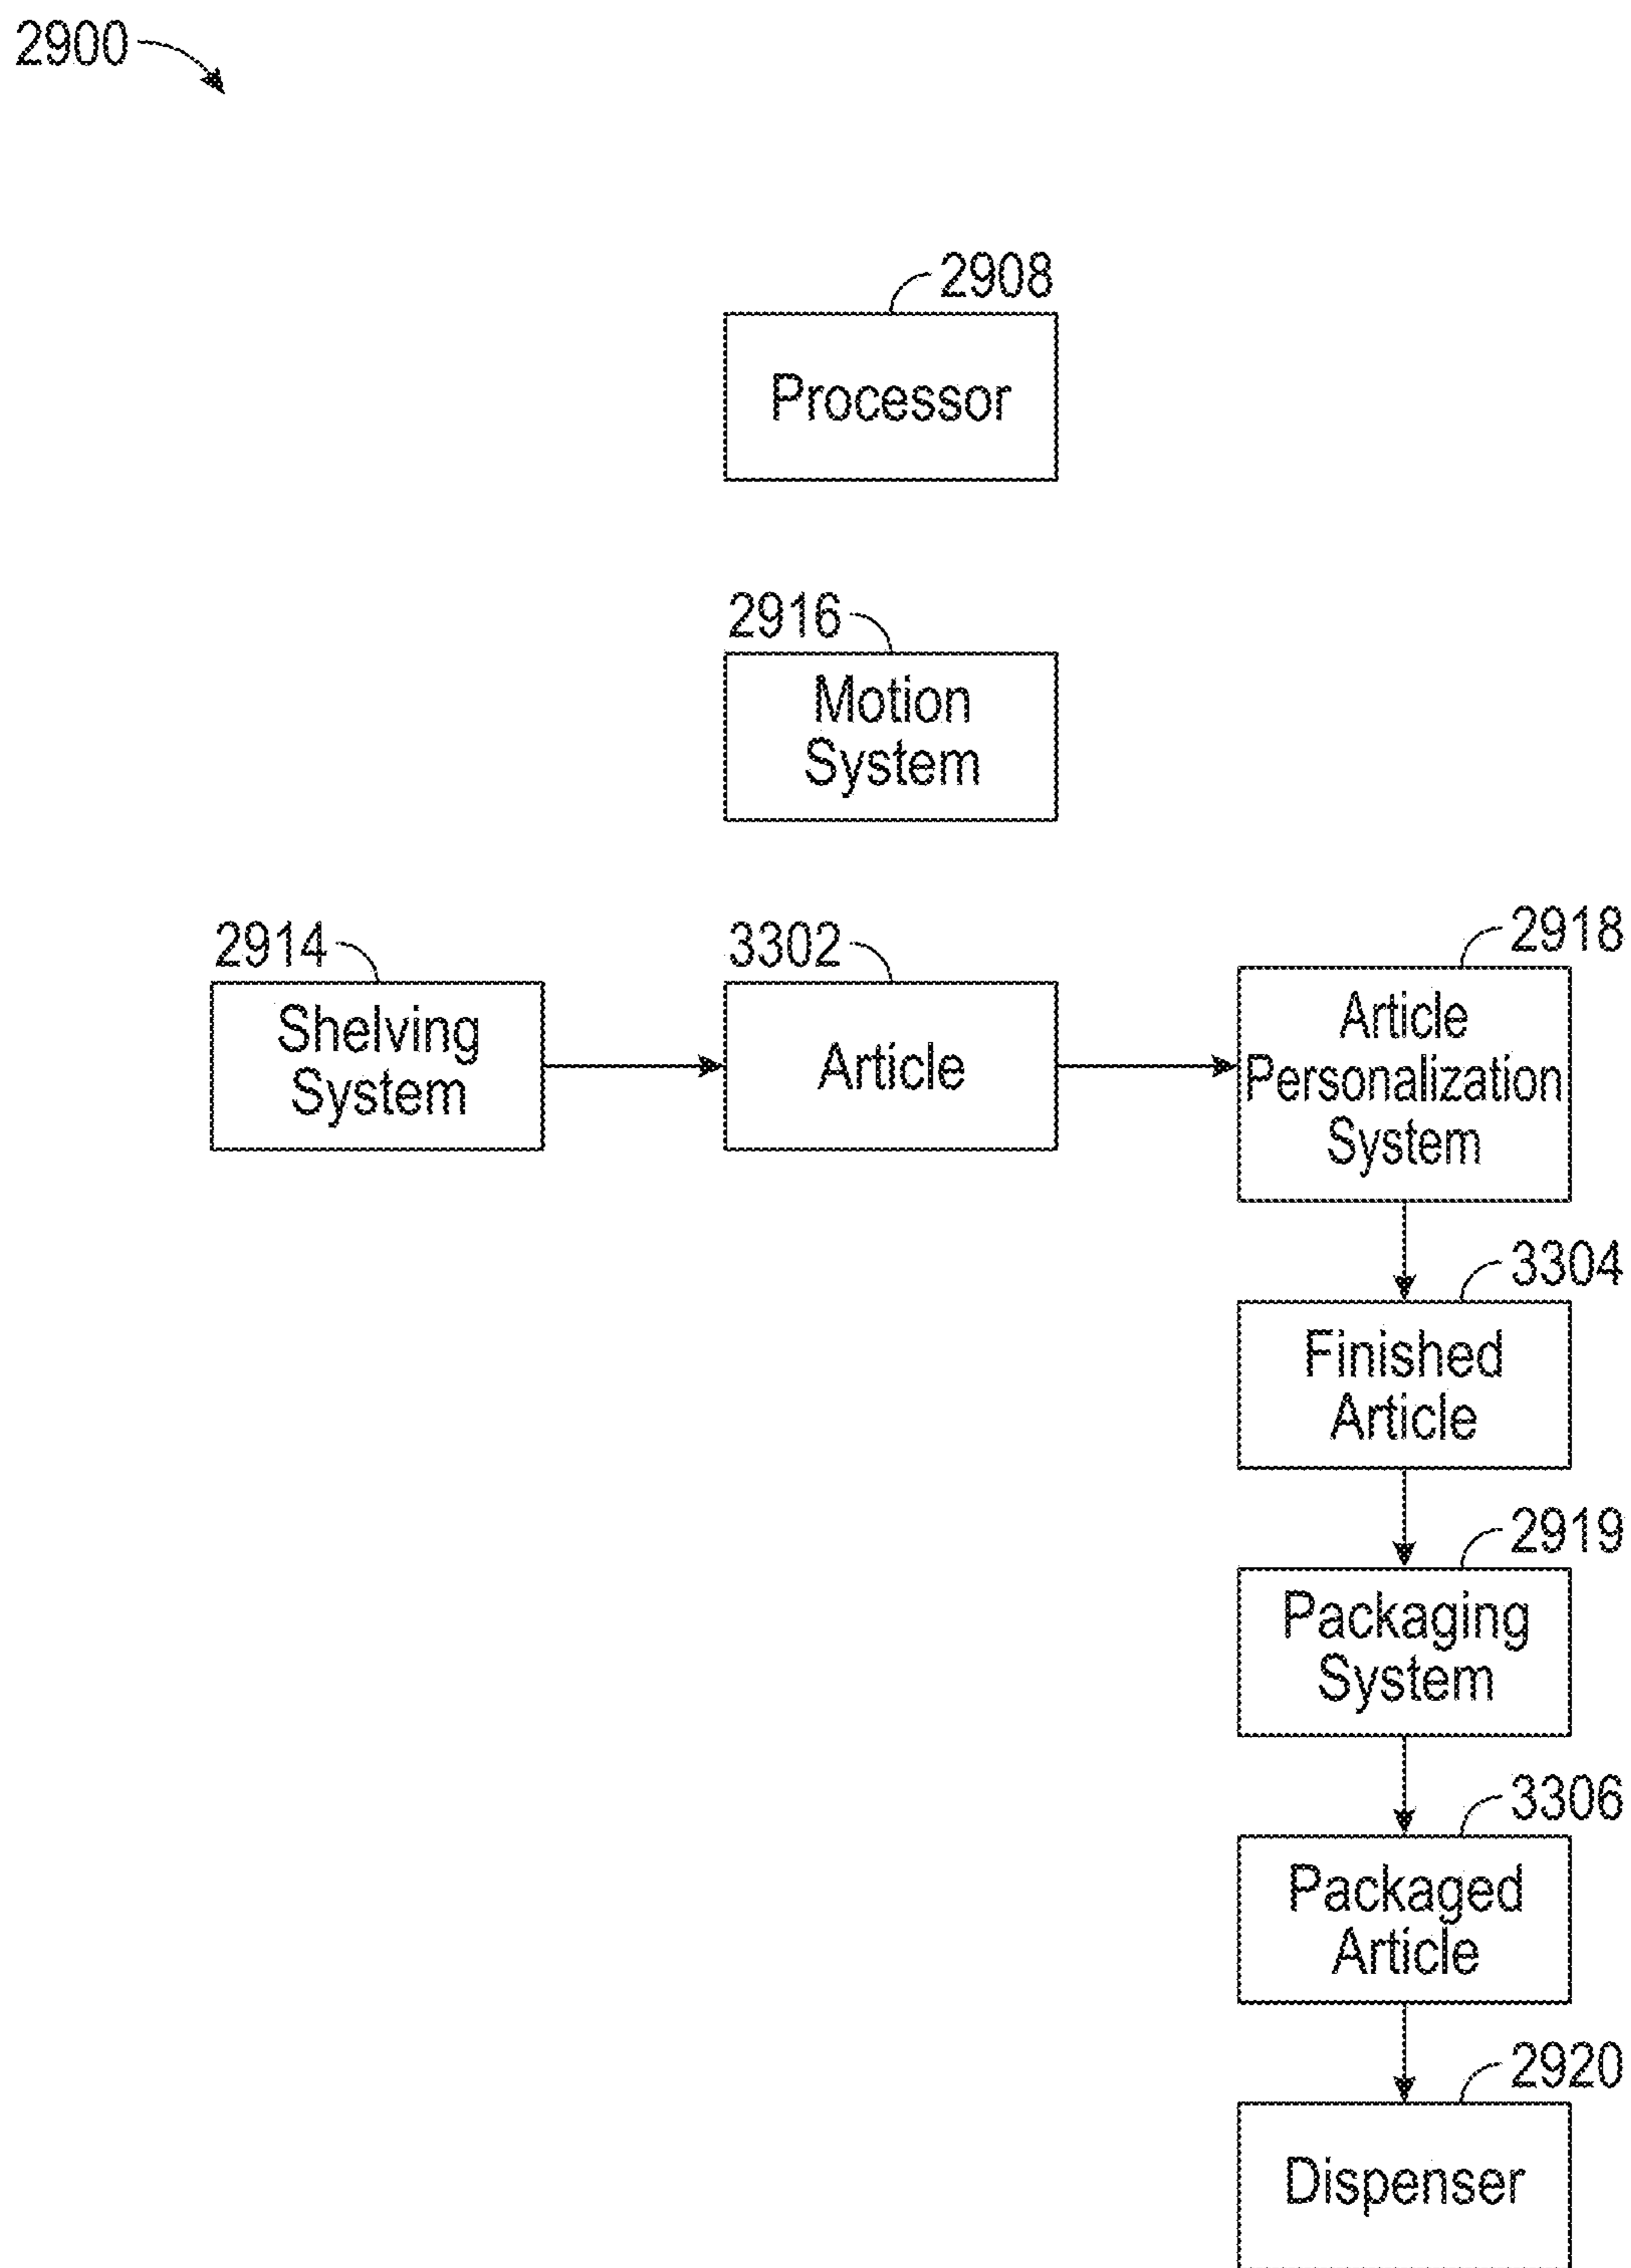 2900
2908
Processor
2916
Motion
System
2914
Shelving
System
3302
Article
2918
Article
Personalization
System
3304
Finished
Article
2919
Packaging
System
3306
Packaged
Article
2920
Dispenser